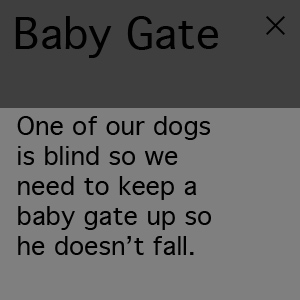 Baby Gate
One of our dogs
is blind so we
need to keep a
baby gate up so
he doesn’t fall.